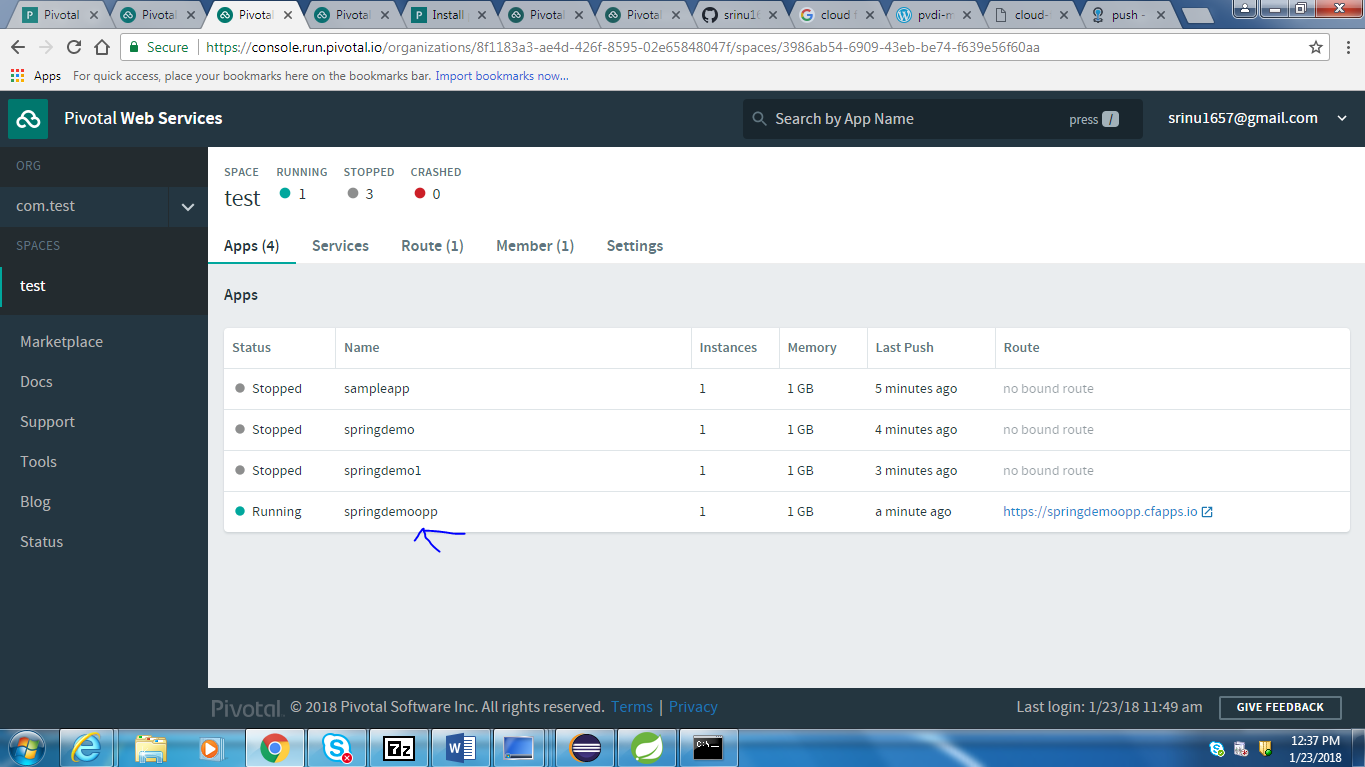 Pivotal
Pivotal
Pivotal
Pivotal
Install
Pivotal
Pivotal
srinu16
cloud f
pvdi-m
cloud-
push -
Secure https://console.run.pivotal.io/organizations/8f1183a3-ae4d-426f-8595-02e65848047f/spaces/3986ab54-6909-43eb-be74-f639e56f60aa
Apps For quick access, place your bookmarks here on the bookmarks bar. Import bookmarks now...
Pivotal Web Services
Search by App Name
press /
srinu1657@gmail.com
ORG
com.test
SPACES
test
Marketplace
Docs
Support
Tools
Blog
Status
SPACE RUNNING STOPPED CRASHED
test 1 3 0
Apps (4) Services Route (1) Member (1) Settings
Apps
Status Name Instances Memory Last Push Route
Stopped sampleapp 1 1 GB 5 minutes ago no bound route
Stopped springdemo 1 1 GB 4 minutes ago no bound route
Stopped springdemo1 1 1 GB 3 minutes ago no bound route
Running springdemoopp 1 1 GB a minute ago https://springdemoopp.cfapps.io
Pivotal. © 2018 Pivotal Software Inc. All rights reserved. Terms | Privacy
Last login: 1/23/18 11:49 am
GIVE FEEDBACK
12:37 PM
1/23/2018